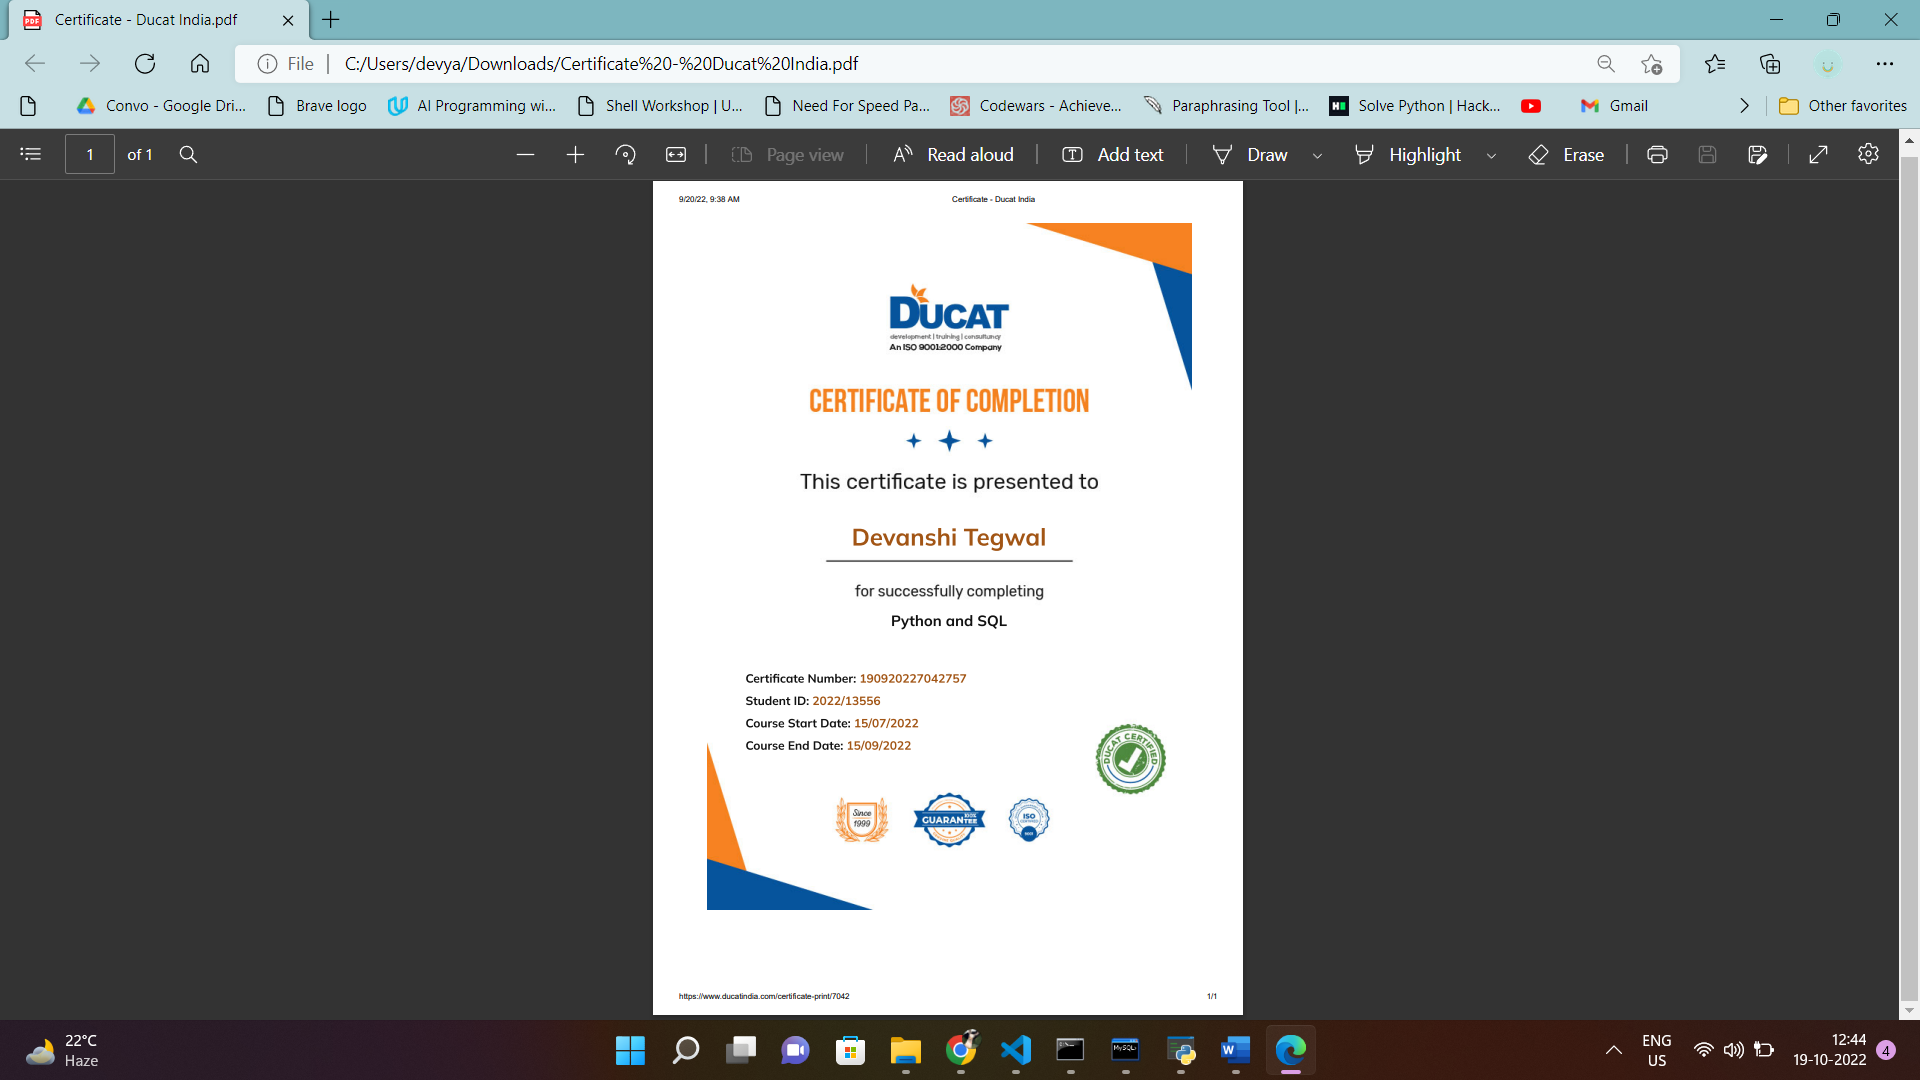 Certificate - Ducat India.pdf
File
C:/Users/devya/Downloads/Certificate%20-%20Ducat%20India.pdf
Convo - Google Dri...
Brave logo
AI Programming wi...
Shell Workshop | U...
Need For Speed Pa...
Codewars - Achieve...
Paraphrasing Tool |...
Solve Python | Hack...
Gmail
Other favorites
1
of 1
Page view
Read aloud
Add text
Draw
Highlight
Erase
9/20/22, 9:38 AM
Certificate - Ducat India
DUCAT
development | training | consultancy
An ISO 9001:2000 Company
CERTIFICATE OF COMPLETION
This certificate is presented to
Devanshi Tegwal
for successfully completing
Python and SQL
Certificate Number: 190920227042757
Student ID: 2022/13556
Course Start Date: 15/07/2022
Course End Date: 15/09/2022
DUCAT CERTIFIED
Since
1999
100%
GUARANTEE
ISO
https://www.ducatindia.com/certificate-print/7042
1/1
22°C
Haze
ENG
US
12:44
19-10-2022
4